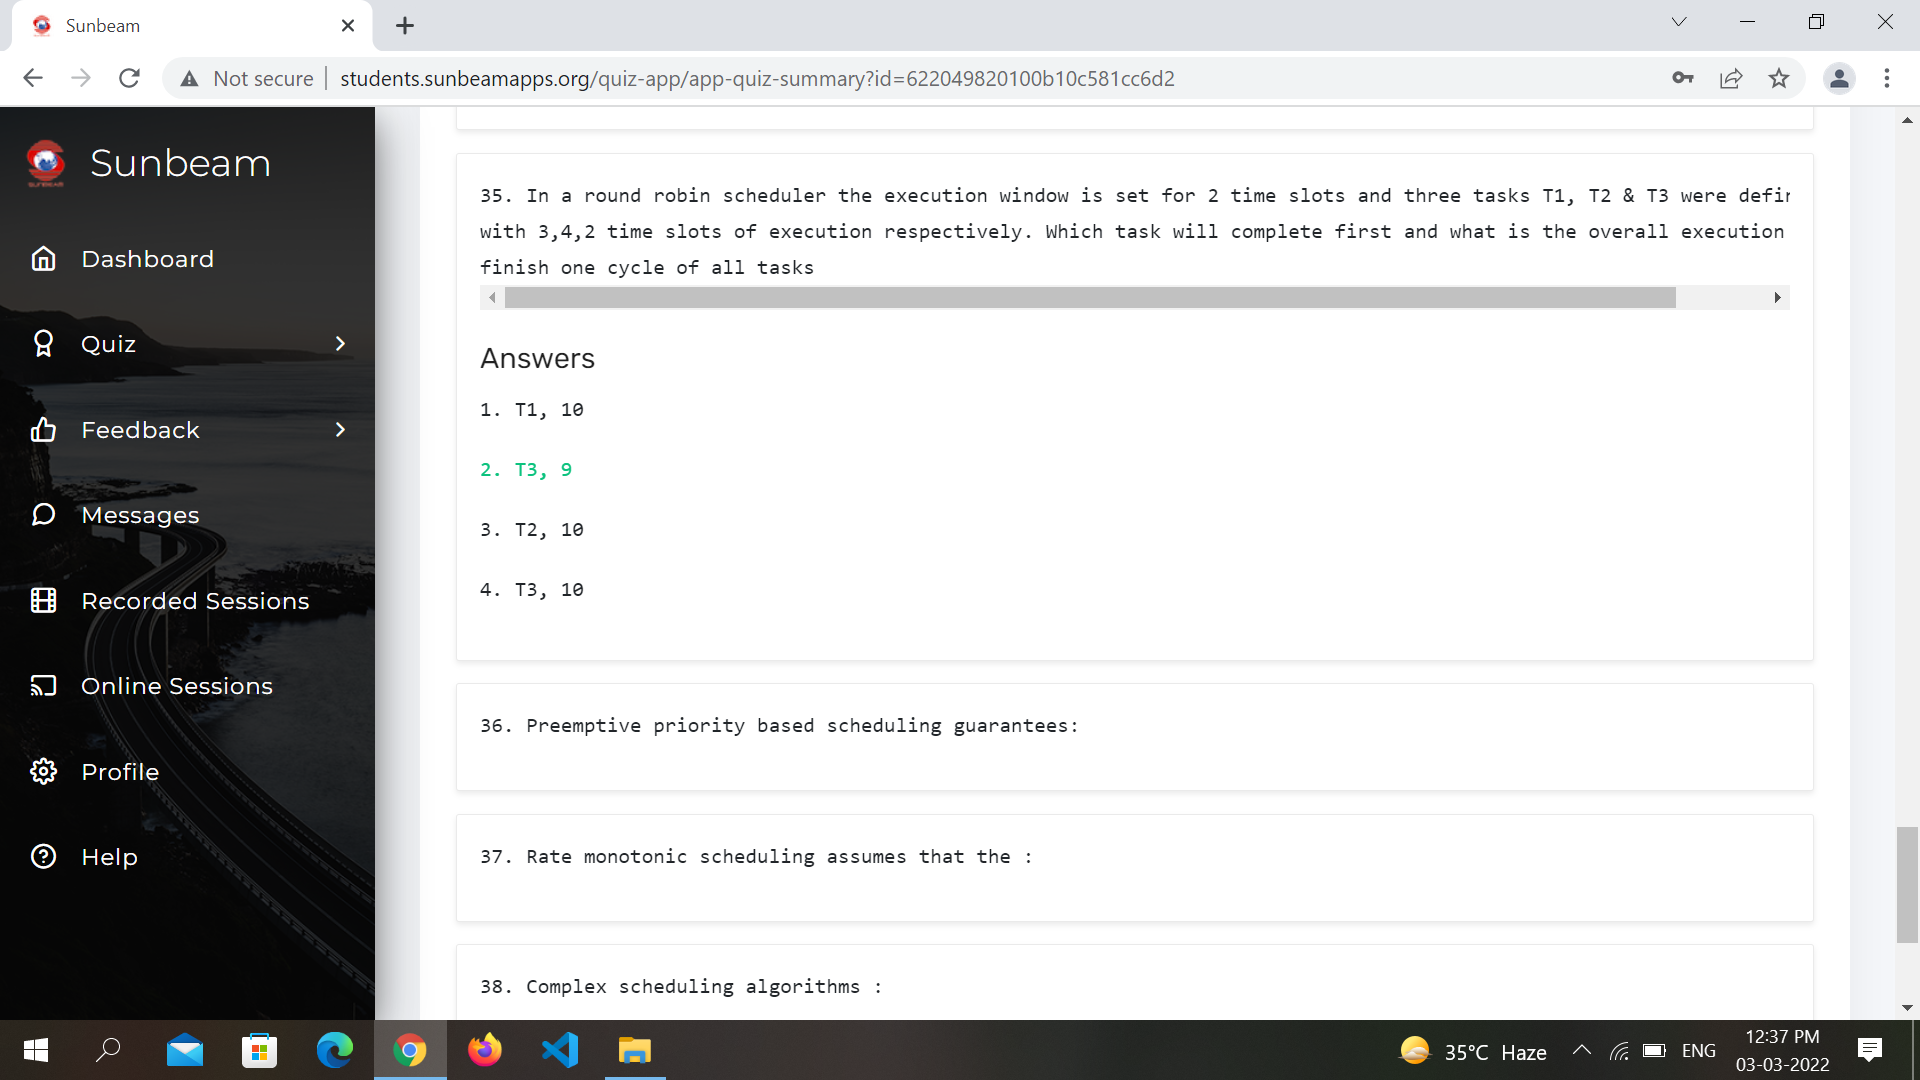 Sunbeam
Not secure
students.sunbeamapps.org/quiz-app/app-quiz-summary?id=622049820100b10c581cc6d2
SUNBEAM
Sunbeam
Dashboard
Quiz
Feedback
Messages
Recorded Sessions
Online Sessions
Profile
Help
35. In a round robin scheduler the execution window is set for 2 time slots and three tasks T1, T2 & T3 were
with 3,4,2 time slots of execution respectively. Which task will complete first and what is the overall execution
finish one cycle of all tasks
Answers
1. T1, 10
2. T3, 9
3. T2, 10
4. T3, 10
36. Preemptive priority based scheduling guarantees:
37. Rate monotonic scheduling assumes that the :
38. Complex scheduling algorithms :
35°C Haze
ENG
12:37 PM
03-03-2022